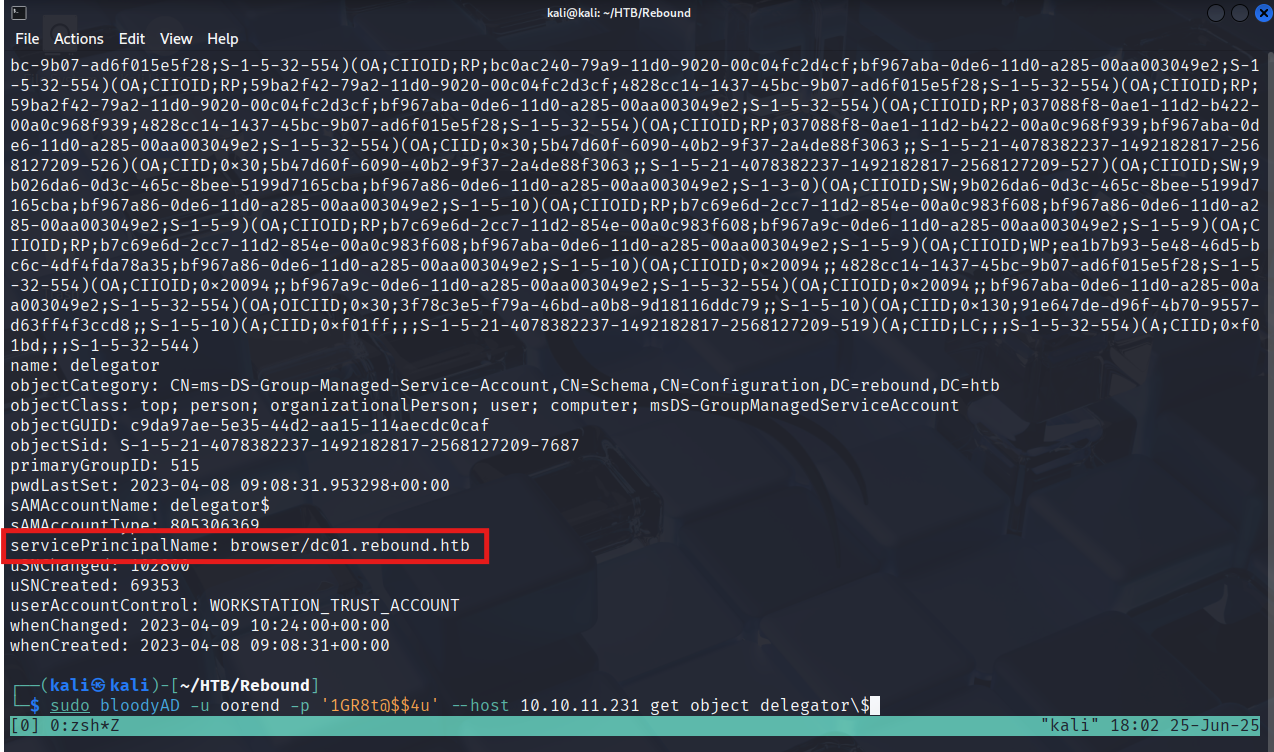 kali@kali: ~/HTB/Rebound
File Actions Edit View Help
bc-9b07-ad6f015e5f28;S-1-5-32-554)(OA;CIIOID;RP;bc0ac240-79a9-11d0-9020-00c04fc2d4cf;bf967aba-0de6-11d0-a285-00aa003049e2;S-1
-5-32-554)(OA;CIIOID;RP;59ba2f42-79a2-11d0-9020-00c04fc2d3cf;4828cc14-1437-45bc-9b07-ad6f015e5f28;S-1-5-32-554)(OA;CIIOID;RP;
59ba2f42-79a2-11d0-9020-00c04fc2d3cf;bf967aba-0de6-11d0-a285-00aa003049e2;S-1-5-32-554)(OA;CIIOID;RP;037088f8-0ae1-11d2-b422-
00a0c968f939;4828cc14-1437-45bc-9b07-ad6f015e5f28;S-1-5-32-554)(OA;CIIOID;RP;037088f8-0ae1-11d2-b422-00a0c968f939;bf967aba-0d
e6-11d0-a285-00aa003049e2;S-1-5-32-554)(OA;CIID;0×30;5b47d60f-6090-40b2-9f37-2a4de88f3063;;S-1-5-21-4078382237-1492182817-256
8127209-526)(OA;CIID;0×30;5b47d60f-6090-40b2-9f37-2a4de88f3063;;S-1-5-21-4078382237-1492182817-2568127209-527)(OA;CIIOID;SW;9
b026da6-0d3c-465c-8bee-5199d7165cba;bf967a86-0de6-11d0-a285-00aa003049e2;S-1-3-0)(OA;CIIOID;SW;9b026da6-0d3c-465c-8bee-5199d7
165cba;bf967a86-0de6-11d0-a285-00aa003049e2;S-1-5-10)(OA;CIIOID;RP;b7c69e6d-2cc7-11d2-854e-00a0c983f608;bf967a86-0de6-11d0-a2
85-00aa003049e2;S-1-5-9)(OA;CIIOID;RP;b7c69e6d-2cc7-11d2-854e-00a0c983f608;bf967a9c-0de6-11d0-a285-00aa003049e2;S-1-5-9)(OA;C
IIOID;RP;b7c69e6d-2cc7-11d2-854e-00a0c983f608;bf967aba-0de6-11d0-a285-00aa003049e2;S-1-5-9)(OA;CIIOID;WP;ea1b7b93-5e48-46d5-b
c6c-4df4fda78a35;bf967a86-0de6-11d0-a285-00aa003049e2;S-1-5-10)(OA;CIIOID;0×20094;;4828cc14-1437-45bc-9b07-ad6f015e5f28;S-1-5
-32-554)(OA;CIIOID;0×20094;;bf967a9c-0de6-11d0-a285-00aa003049e2;S-1-5-32-554)(OA;CIIOID;0×20094;;bf967aba-0de6-11d0-a285-00a
a003049e2;S-1-5-32-554)(OA;OICIID;0×30;3f78c3e5-f79a-46bd-a0b8-9d18116ddc79;;S-1-5-10)(OA;CIID;0×130;91e647de-d96f-4b70-9557-
d63ff4f3ccd8;;S-1-5-10)(A;CIID;0×f01ff;;;S-1-5-21-4078382237-1492182817-2568127209-519)(A;CIID;LC;;;S-1-5-32-554)(A;CIID;0×f0
1bd;;;S-1-5-32-544)
name: delegator
objectCategory: CN=ms-DS-Group-Managed-Service-Account,CN=Schema,CN=Configuration,DC=rebound,DC=htb
objectClass: top; person; organizationalPerson; user; computer; msDS-GroupManagedServiceAccount
objectGUID: c9da97ae-5e35-44d2-aa15-114aecdc0caf
objectSid: S-1-5-21-4078382237-1492182817-2568127209-7687
primaryGroupID: 515
pwdLastSet: 2023-04-08 09:08:31.953298+00:00
sAMAccountName: delegator$
sAMAccountType: 805306369
servicePrincipalName: browser/dc01.rebound.htb
uSNChanged: 102800
uSNCreated: 69353
userAccountControl: WORKSTATION_TRUST_ACCOUNT
whenChanged: 2023-04-09 10:24:00+00:00
whenCreated: 2023-04-08 09:08:31+00:00
┌──(kali㉿kali)-[~/HTB/Rebound]
└─$ sudo bloodyAD -u oorend -p '1GR8t@$$4u' --host 10.10.11.231 get object delegator\$
[0] 0:zsh*Z "kali" 18:02 25-Jun-25